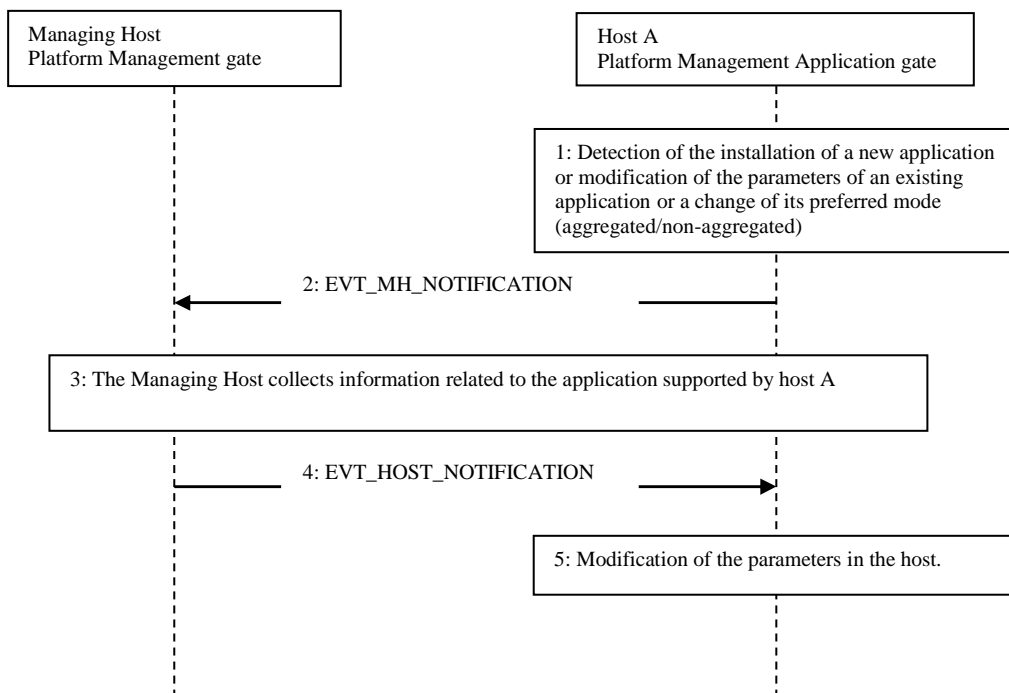 Managing Host
Platform Management gate
Host A
Platform Management Application gate
1: Detection of the installation of a new application
or modification of the parameters of an existing
application or a change of its preferred mode
(aggregated/non-aggregated)
2: EVT_MH_NOTIFICATION
3: The Managing Host collects information related to the application supported by host A
4: EVT_HOST_NOTIFICATION
5: Modification of the parameters in the host.